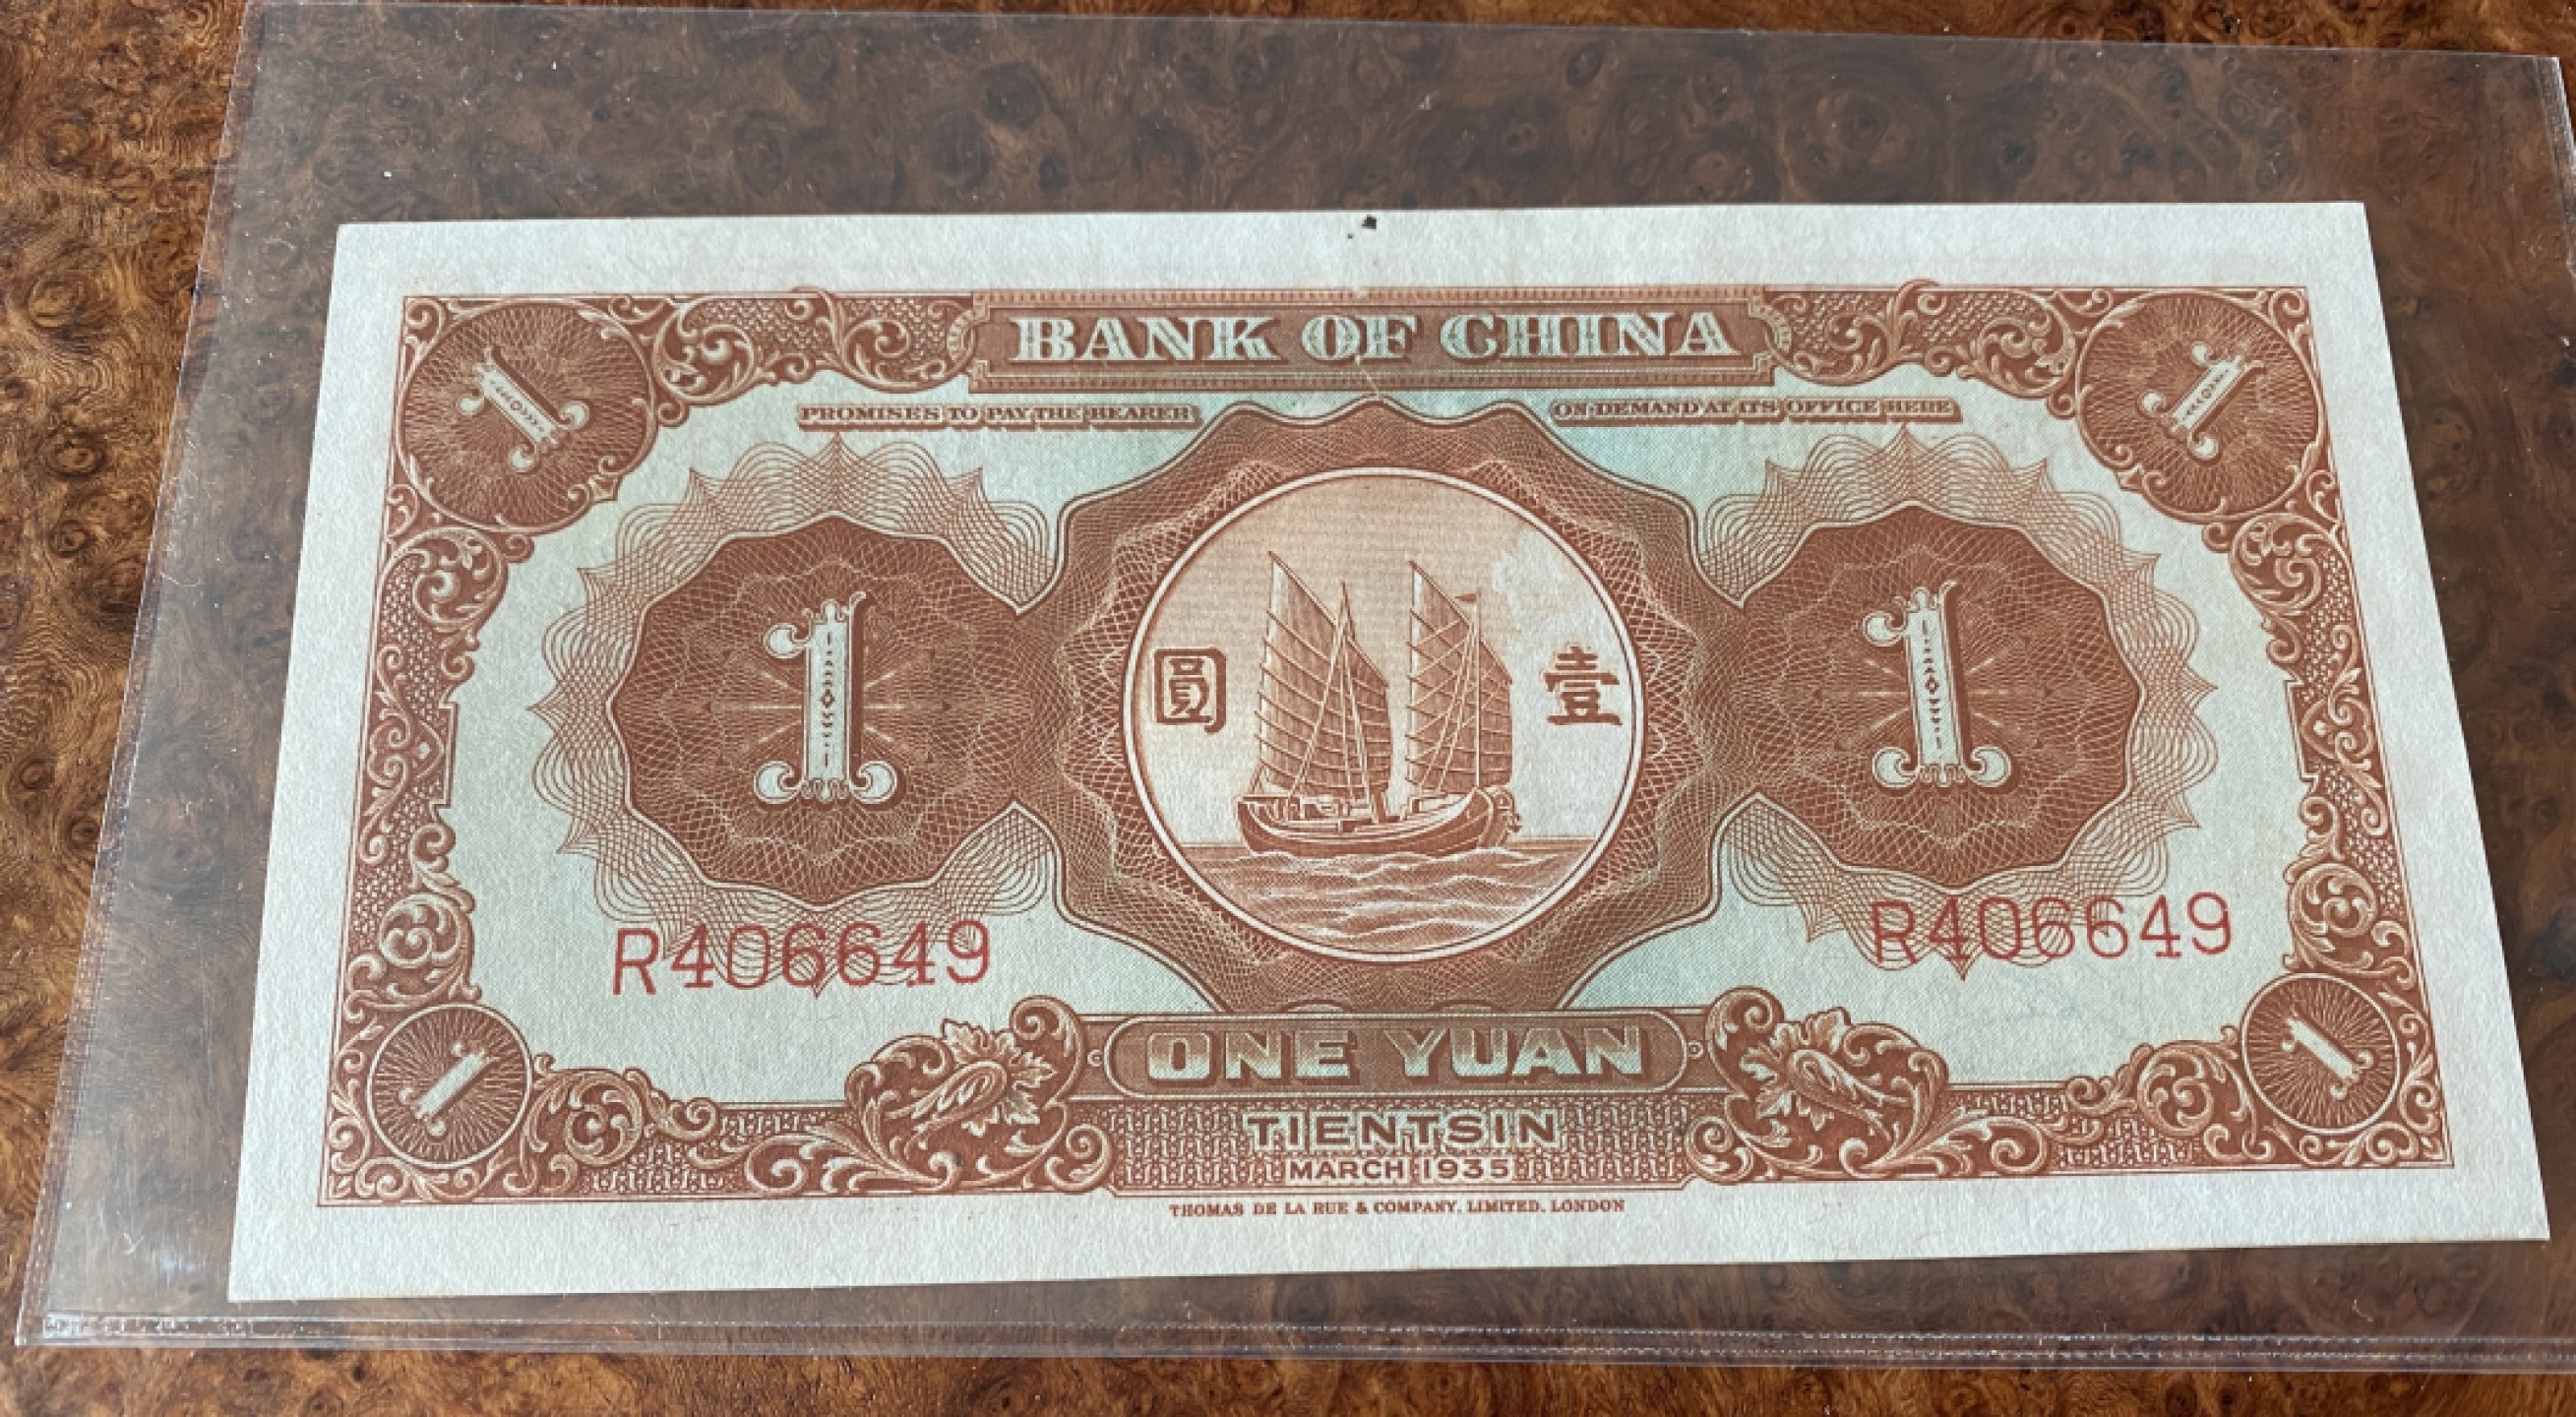 BANK OF CHINA
1 1
PROMISES TO PAY THE BEARER ON DEMAND AT ITS OFFICE HERE
1 圓 壹 1
R406649 R406649
ONE YUAN
1 1
TIENTSIN
MARCH 1935
THOMAS DE LA RUE & COMPANY, LIMITED, LONDON